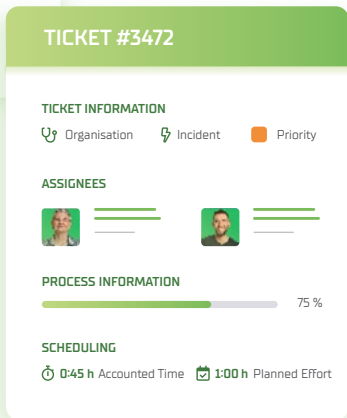 TICKET #3472
TICKET INFORMATION
Organisation Incident Priority
ASSIGNEES
PROCESS INFORMATION
75 %
SCHEDULING
0:45 h Accounted Time 1:00 h Planned Effort